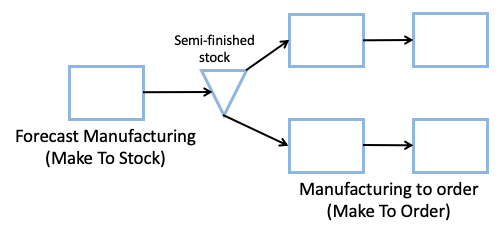 Semi-finished
stock
Forecast Manufacturing
(Make To Stock)
Manufacturing to order
(Make To Order)